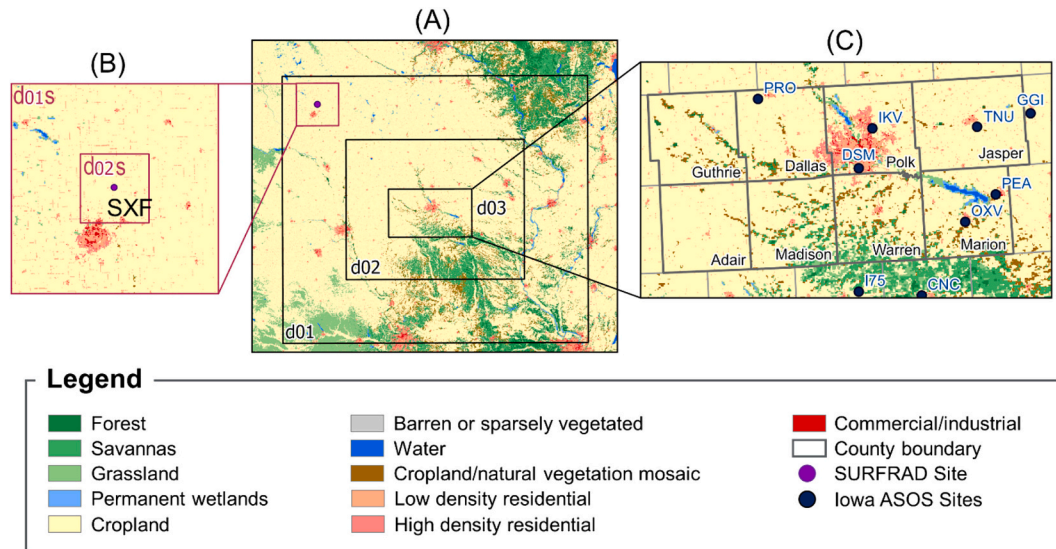 (A)
(B)
(C)
d01s
d02s
SXF
d03
d02
d01
PRO
GGI
IKV
TNU
DSM
Polk
Jasper
Dallas
Guthrie
PEA
OXV
Marion
Warren
Madison
Adair
I75
CNC
Legend
Forest
Savannas
Grassland
Permanent wetlands
Cropland
Barren or sparsely vegetated
Water
Cropland/natural vegetation mosaic
Low density residential
High density residential
Commercial/industrial
County boundary
SURFRAD Site
Iowa ASOS Sites